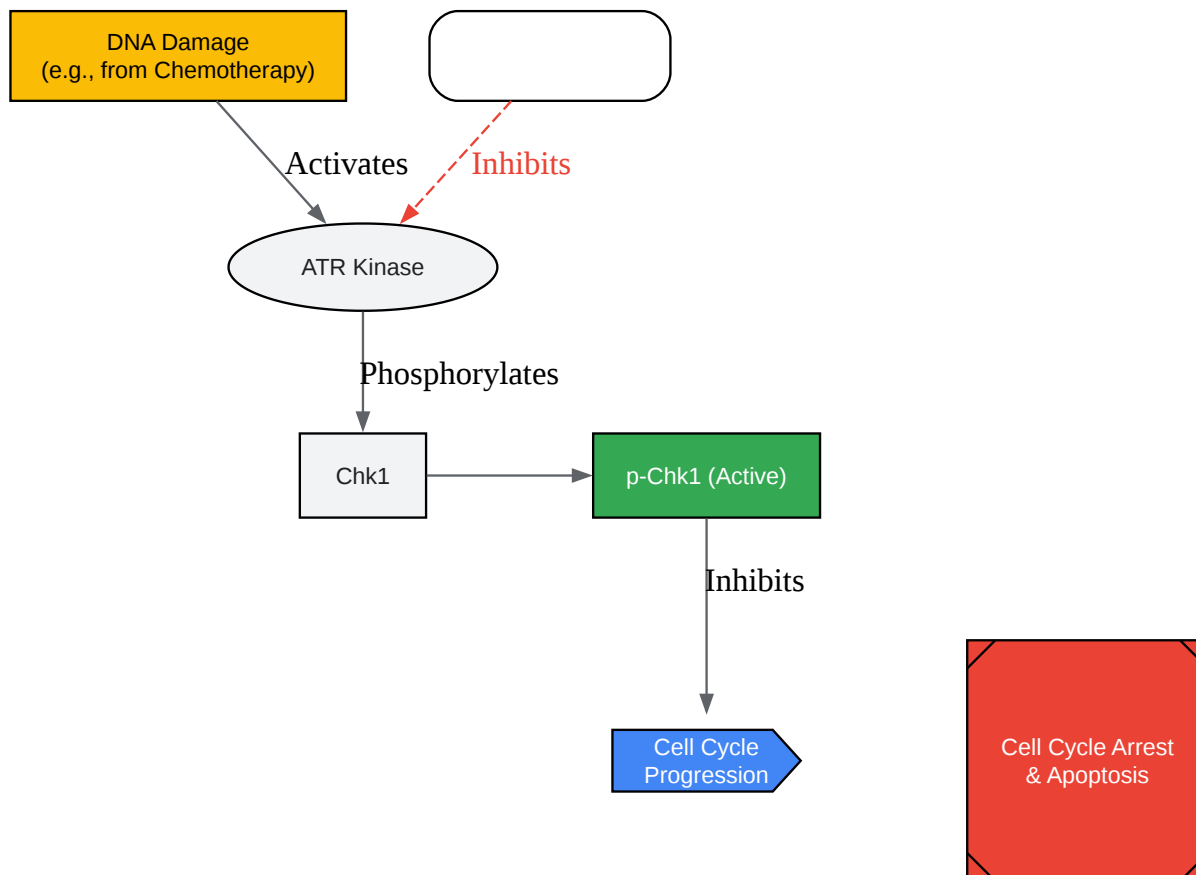 DNA Damage
(e.g., from Chemotherapy)
Activates
Inhibits
ATR Kinase
Phosphorylates
Chk1
p-Chk1 (Active)
Inhibits
Cell Cycle
Progression
Cell Cycle Arrest
& Apoptosis